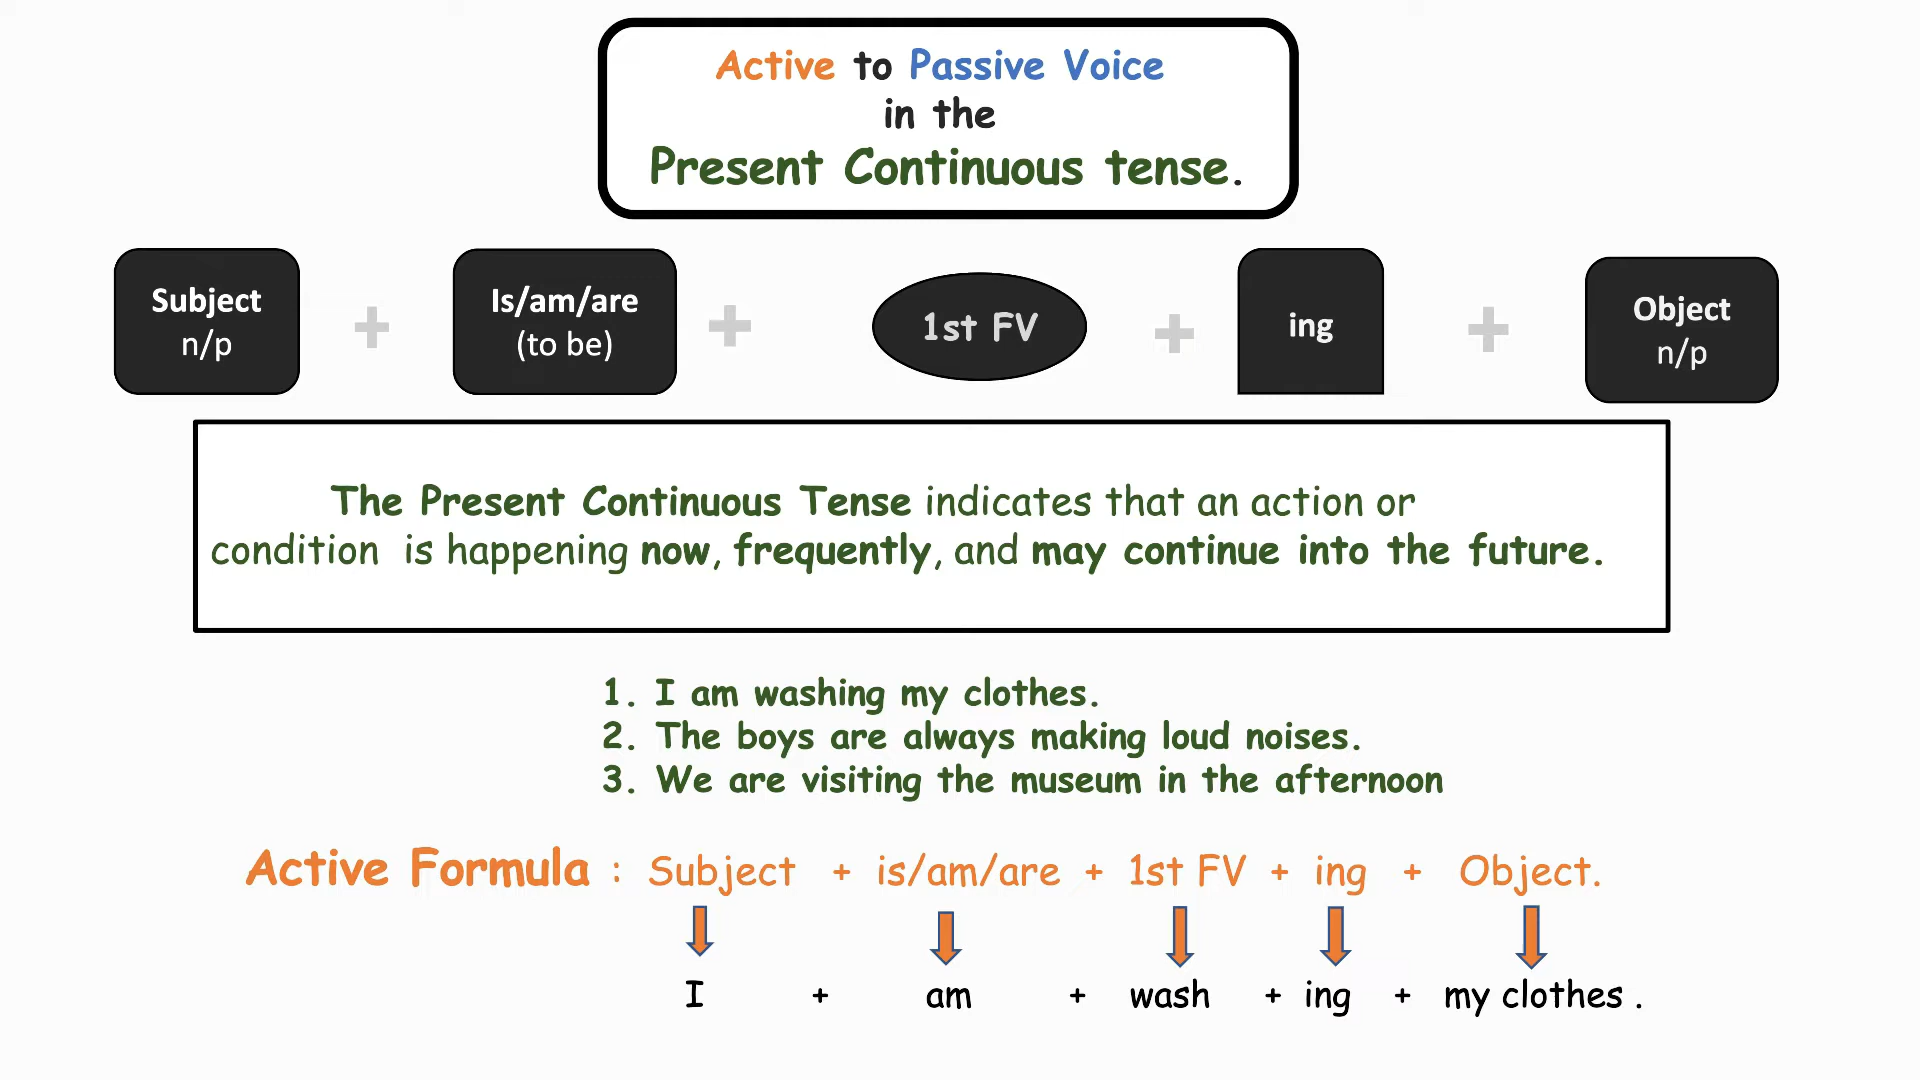 Active to Passive Voice
in the
Present Continuous tense.
Subject + Is/am/are + 1st FV + ing + Object
n/p (to be) n/p
The Present Continuous Tense indicates that an action or
condition is happening now, frequently, and may continue into the future.
1. I am washing my clothes.
2. The boys are always making loud noises.
3. We are visiting the museum in the afternoon
Active Formula : Subject + is/am/are + 1st FV + ing + Object.
I + am + wash + ing + my clothes .